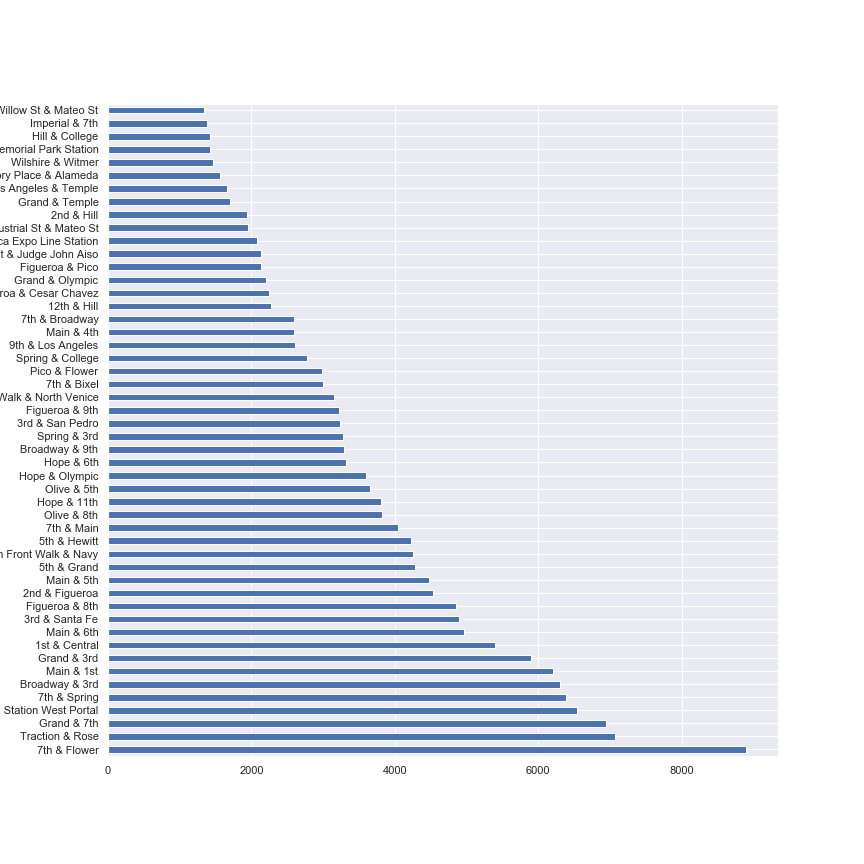 Willow St & Mateo St
Imperial & 7th
Hill & College
emorial Park Station
Wilshire & Witmer
ory Place & Alameda
s Angeles & Temple
Grand & Temple
2nd & Hill
ustrial St & Mateo St
ca Expo Line Station
t & Judge John Aiso
Figueroa & Pico
Grand & Olympic
roa & Cesar Chavez
12th & Hill
7th & Broadway
Main & 4th
9th & Los Angeles
Spring & College
Pico & Flower
7th & Bixel
Walk & North Venice
Figueroa & 9th
3rd & San Pedro
Spring & 3rd
Broadway & 9th
Hope & 6th
Hope & Olympic
Olive & 5th
Hope & 11th
Olive & 8th
7th & Main
5th & Hewitt
n Front Walk & Navy
5th & Grand
Main & 5th
2nd & Figueroa
Figueroa & 8th
3rd & Santa Fe
Main & 6th
1st & Central
Grand & 3rd
Main & 1st
Broadway & 3rd
7th & Spring
Station West Portal
Grand & 7th
Traction & Rose
7th & Flower
0 2000 4000 6000 8000